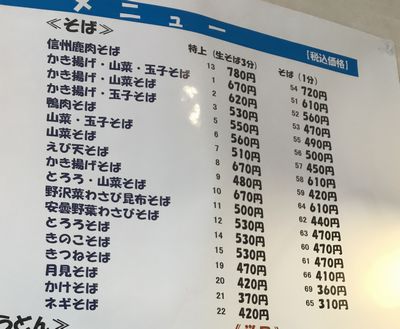 メニュー
【税込価格】
≪そば≫
特上(生そば3分)
そば(1分)
信州鹿肉そば
かき揚げ・山菜・玉子そば
かき揚げ・山菜そば
かき揚げ・玉子そば
鴨肉そば
山菜・玉子そば
山菜そば
えび天そば
かき揚げそば
とろろ・山菜そば
野沢菜わさび昆布そば
安曇野葉わさびそば
とろろそば
きのこそば
きつねそば
月見そば
かけそば
ネギそば
13 780円
1 670円
2 620円
3 530円
5 550円
6 560円
7 510円
8 670円
9 480円
10 670円
11 500円
12 530円
14 530円
15 530円
19 470円
20 420円
21 370円
22 420円
54 720円
51 610円
52 560円
53 470円
55 490円
56 500円
57 450円
58 610円
59 420円
64 610円
62 440円
63 470円
60 470円
61 470円
66 410円
69 360円
65 310円
うどん≫